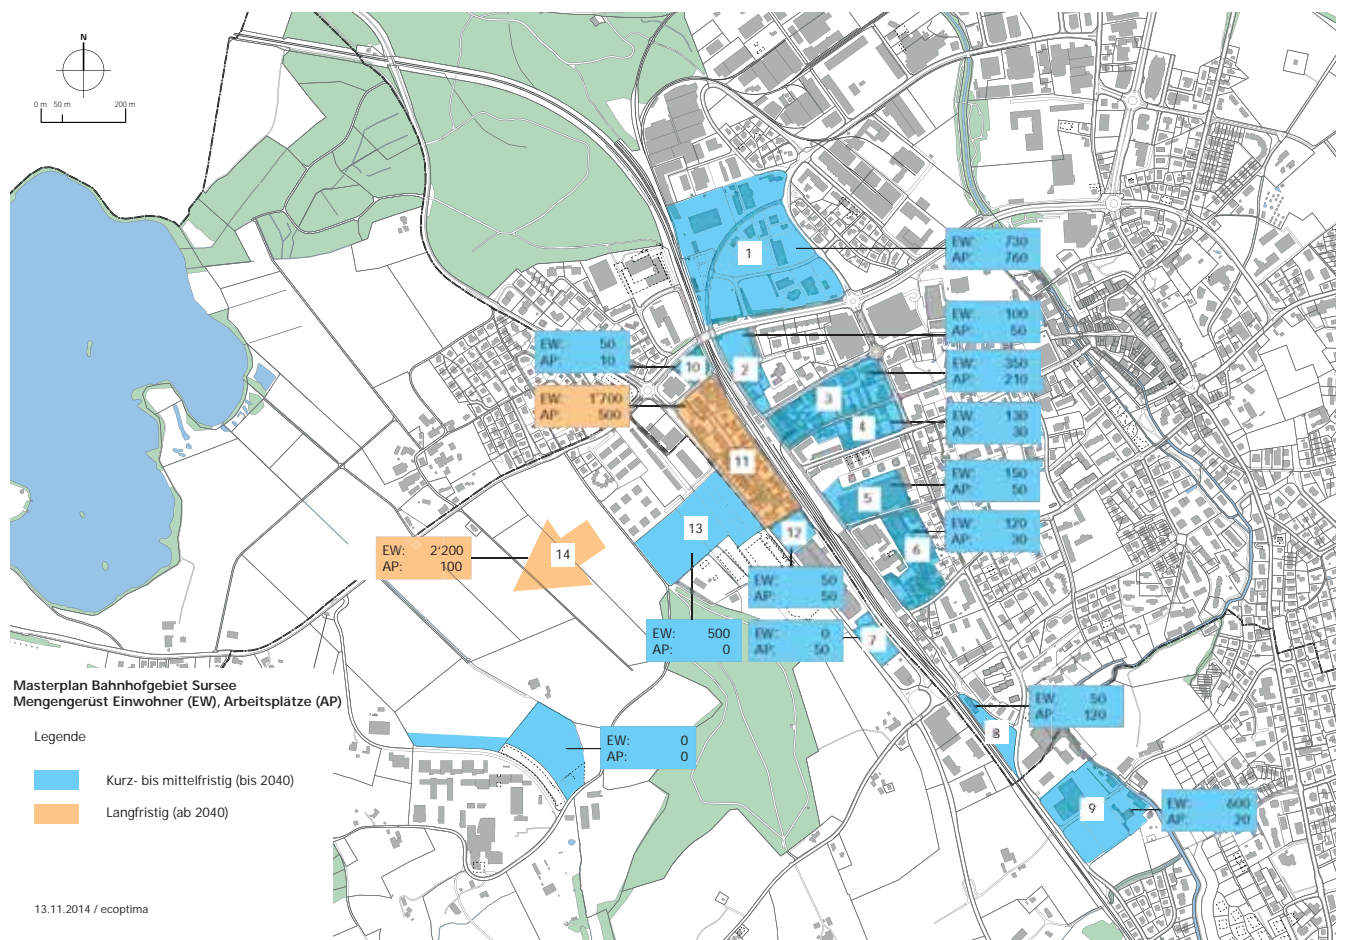 N
0 m 50 m 200 m
1
EW: 730
AP: 760
EW: 100
AP: 50
EW: 50
AP: 10
10
2
EW: 350
AP: 210
EW: 1'700
AP: 500
3
EW: 130
AP: 30
4
11
EW: 150
AP: 50
5
13
12
EW: 120
AP: 30
6
EW: 2'200
AP: 100
14
EW: 50
AP: 50
EW: 500
AP: 0
EW: 0
AP: 50
7
Masterplan Bahnhofgebiet Sursee
Mengengerüst Einwohner (EW), Arbeitsplätze (AP)
EW: 50
AP: 120
8
Legende
EW: 0
AP: 0
Kurz- bis mittelfristig (bis 2040)
Langfristig (ab 2040)
9
EW: 600
AP: 20
13.11.2014 / ecoptima